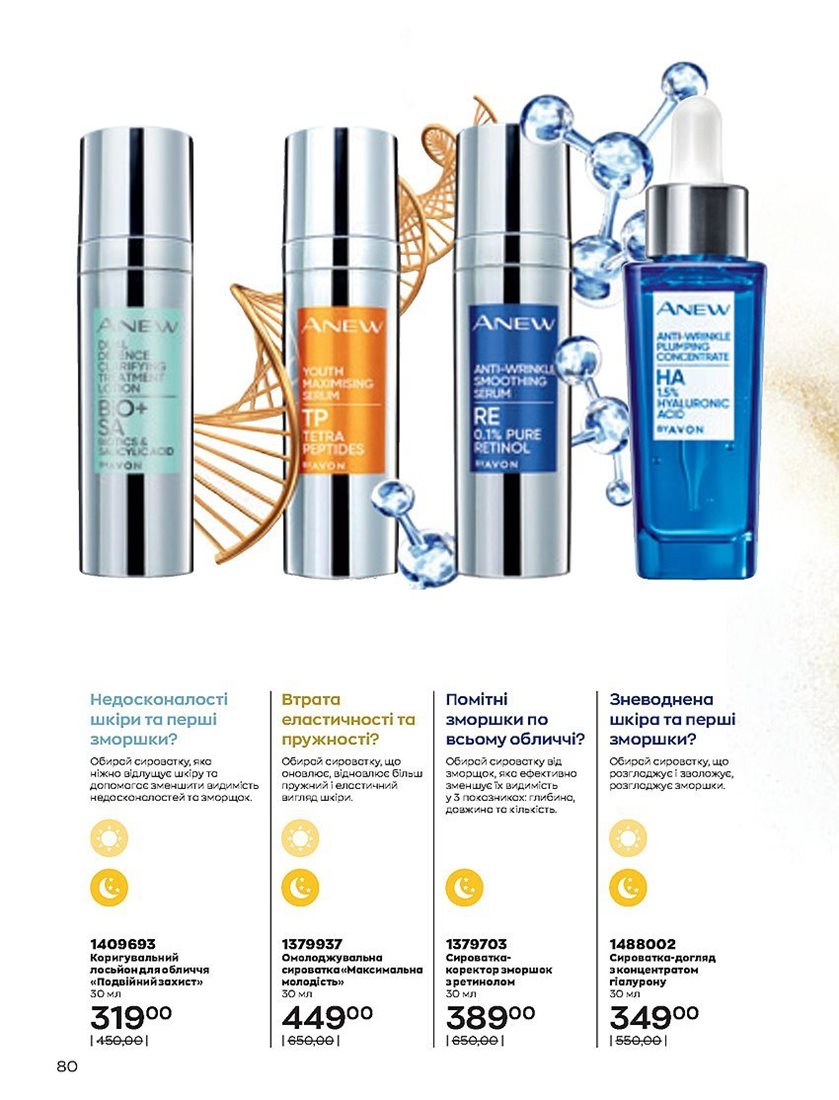 ANEW
DUAL
DEFENCE
CLARIFYING
TREATMENT
LOTION
BIO+
SA
BIOTICS &
SALICYLIC ACID
BY AVON
ANEW
YOUTH
MAXIMISING
SERUM
TP
TETRA
PEPTIDES
BY AVON
ANEW
ANTI-WRINKLE
SMOOTHING
SERUM
RE
0.1% PURE
RETINOL
BY AVON
ANEW
ANTI-WRINKLE
PLUMPING
CONCENTRATE
HA
1.5%
HYALURONIC
ACID
BY AVON
Недосконалості
шкіри та перші
зморшки?
Обирай сироватку, яка
ніжно відлущує шкіру та
допомагає зменшити видимість
недосконалостей та зморщок.
1409693
Коригувальний
лосьйон для обличчя
«Подвійний захист»
30 мл
319⁰⁰
| 450,00 |
Втрата
еластичності та
пружності?
Обирай сироватку, що
оновлює, відновлює більш
пружний і еластичний
вигляд шкіри.
1379937
Омолоджувальна
сироватка «Максимальна
молодість»
30 мл
449⁰⁰
| 650,00 |
Помітні
зморшки по
всьому обличчі?
Обирай сироватку від
зморщок, яка ефективно
зменшує їх видимість
у 3 показниках: глибина,
довжина та кількість.
1379703
Сироватка-
коректор зморшок
з ретинолом
30 мл
389⁰⁰
| 650,00 |
Зневоднена
шкіра та перші
зморшки?
Обирай сироватку, що
розгладжує і зволожує,
розгладжує зморшки.
1488002
Сироватка-догляд
з концентратом
гіалурону
30 мл
349⁰⁰
| 550,00 |
80